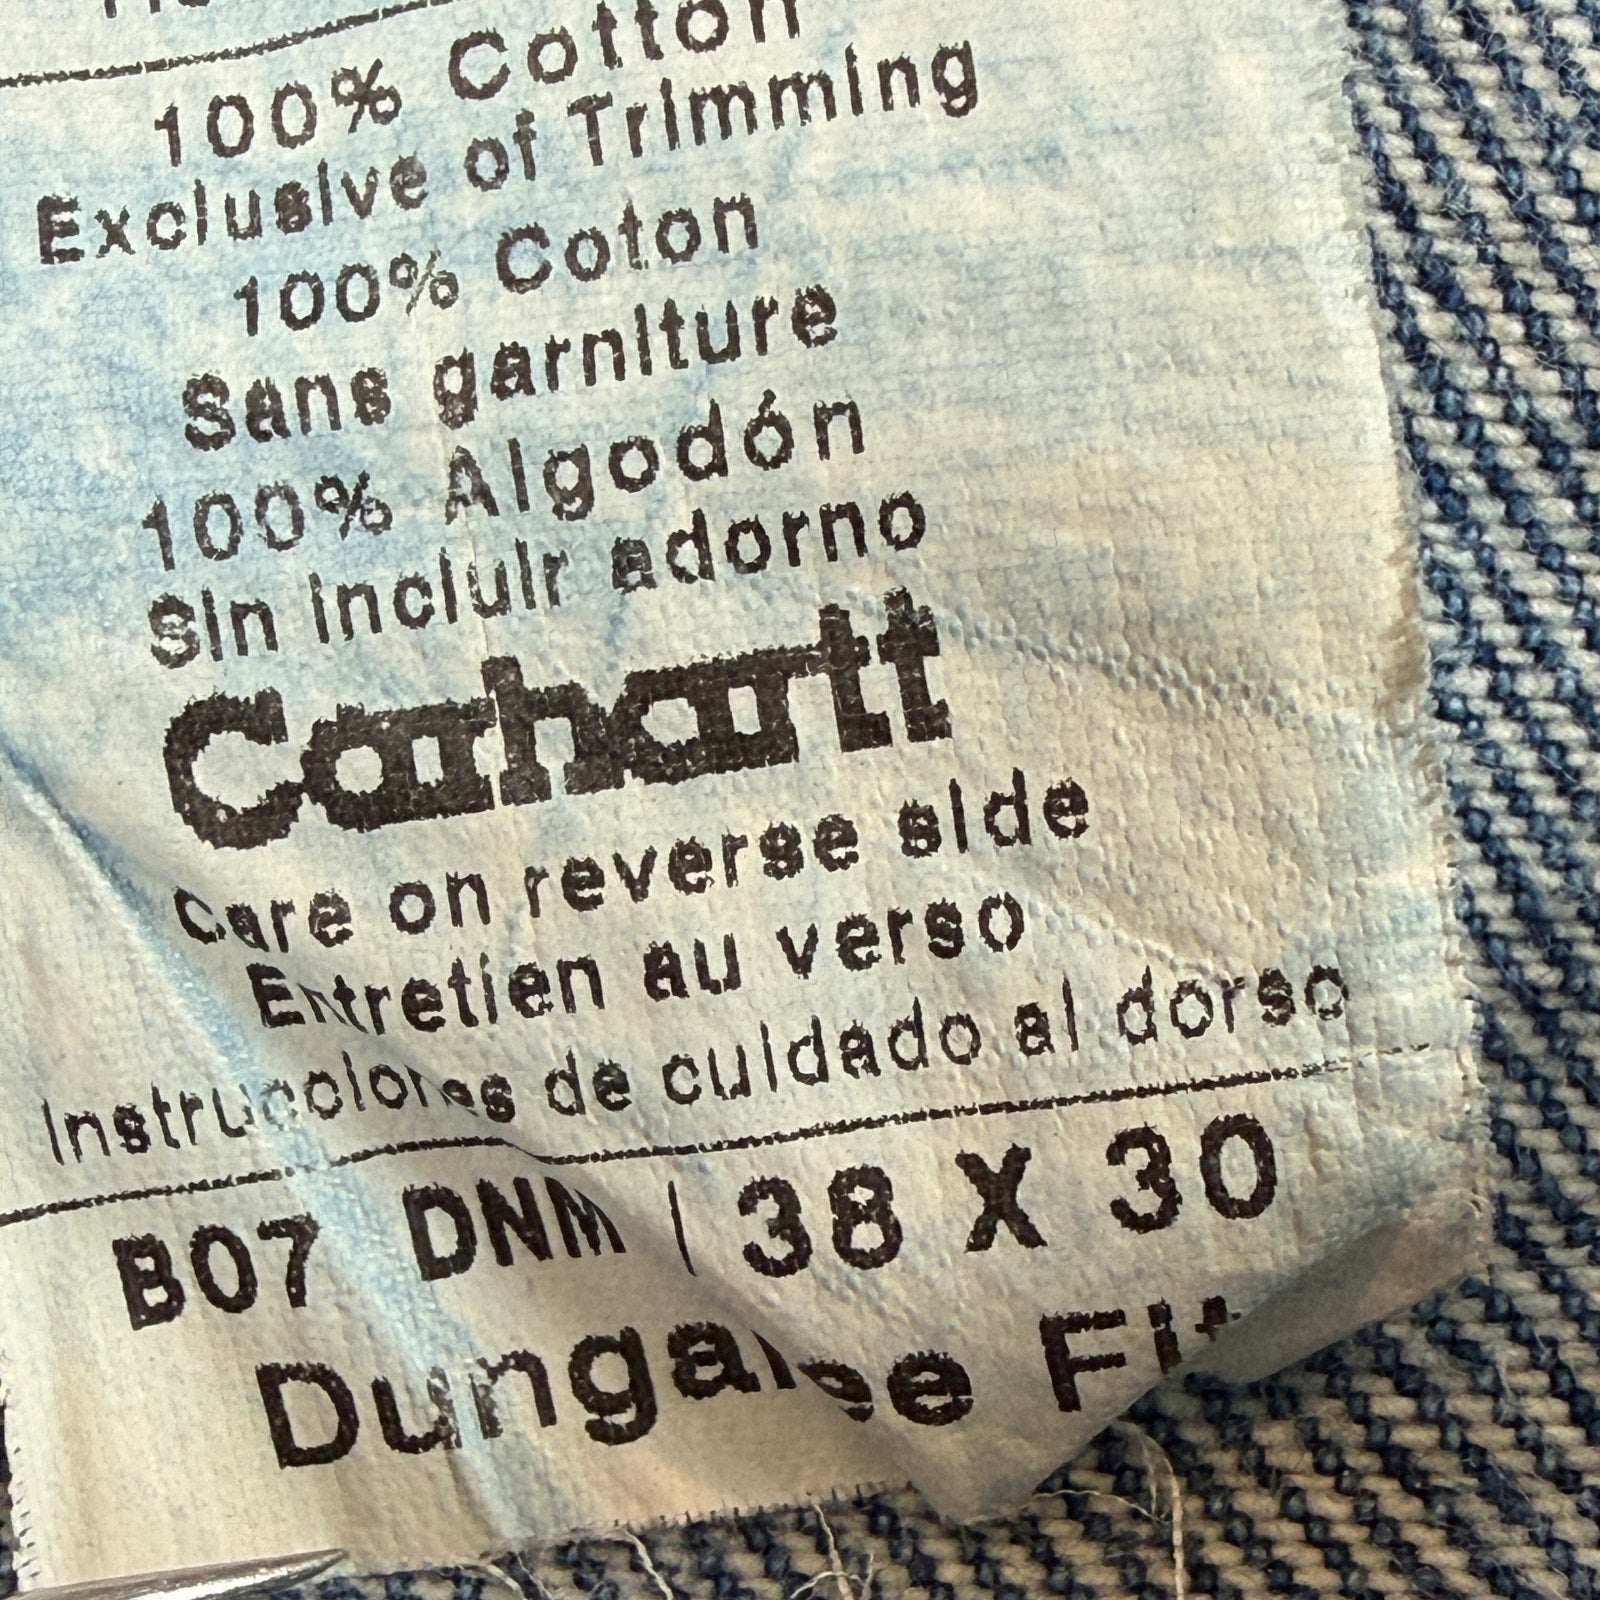 100% Cotton
Exclusive of Trimming
100% Coton
Sans garniture
100% Algodón
Sin incluir adorno
Carhartt
care on reverse side
Entretien au verso
Instrucciones de cuidado al dorso
B07 DNM | 38 X 30
Dungaree Fit